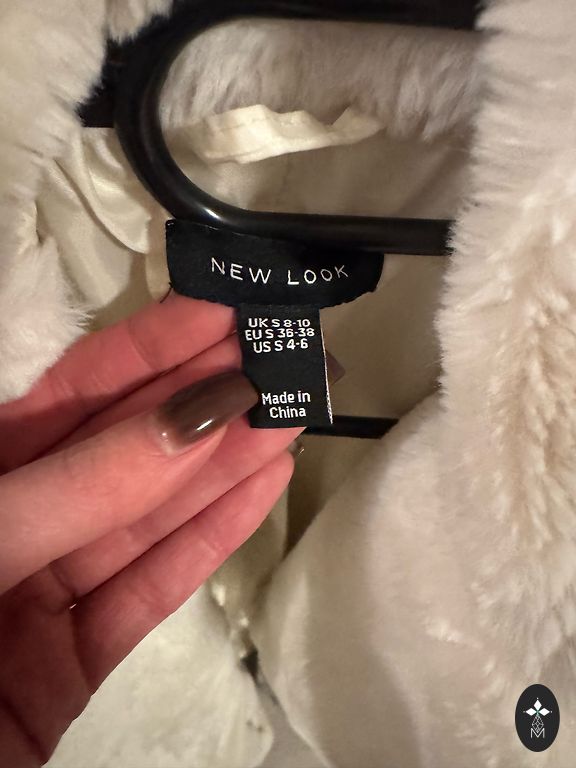 NEW LOOK
UK S 8-10
EU S 36-38
US S 4-6
Made in
China
M